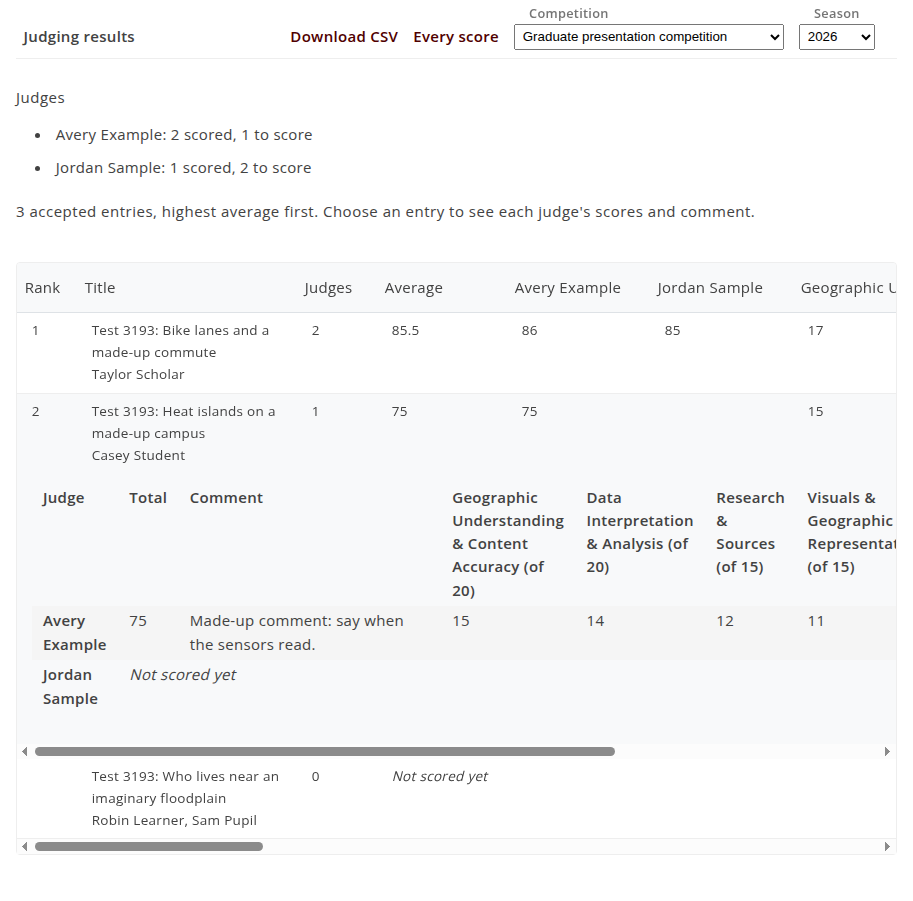 Competition
Season
Judging results
Download CSV
Every score
Graduate presentation competition
2026
Judges
Avery Example: 2 scored, 1 to score
Jordan Sample: 1 scored, 2 to score
3 accepted entries, highest average first. Choose an entry to see each judge's scores and comment.
Rank Title Judges Average Avery Example Jordan Sample Geographic U
1 Test 3193: Bike lanes and a 2 85.5 86 85 17
made-up commute
Taylor Scholar
2 Test 3193: Heat islands on a 1 75 75 15
made-up campus
Casey Student
Judge Total Comment Geographic Data Research Visuals &
Understanding Interpretation & Geographic
& Content & Analysis (of Sources Representat
Accuracy (of 20) (of 15) (of 15)
20)
Avery 75 Made-up comment: say when 15 14 12 11
Example the sensors read.
Jordan Not scored yet
Sample
Test 3193: Who lives near an 0 Not scored yet
imaginary floodplain
Robin Learner, Sam Pupil